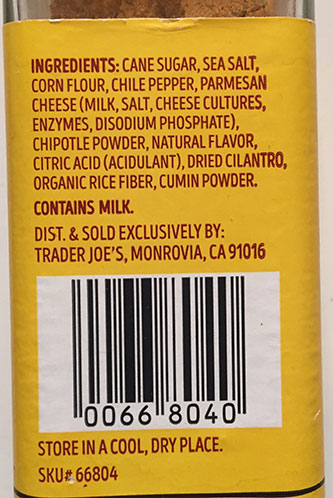 INGREDIENTS: CANE SUGAR, SEA SALT,
CORN FLOUR, CHILE PEPPER, PARMESAN
CHEESE (MILK, SALT, CHEESE CULTURES,
ENZYMES, DISODIUM PHOSPHATE),
CHIPOTLE POWDER, NATURAL FLAVOR,
CITRIC ACID (ACIDULANT), DRIED CILANTRO,
ORGANIC RICE FIBER, CUMIN POWDER.
CONTAINS MILK.
DIST. & SOLD EXCLUSIVELY BY:
TRADER JOE'S, MONROVIA, CA 91016
0066 8040
STORE IN A COOL, DRY PLACE.
SKU# 66804